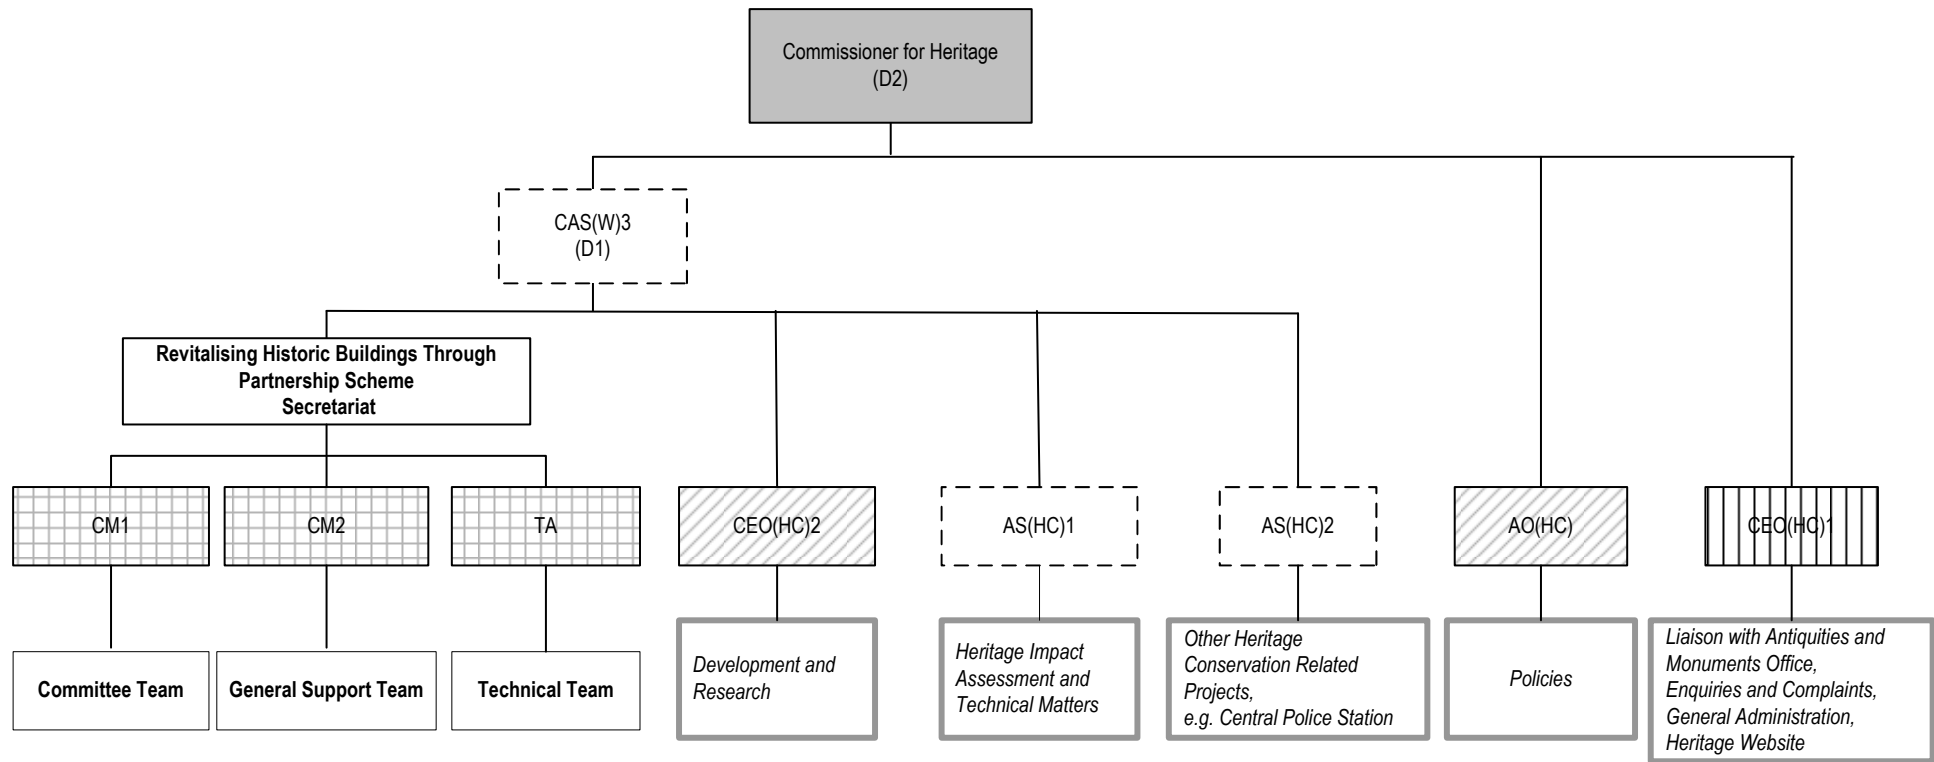 Commissioner for Heritage
(D2)
CAS(W)3
(D1)
Revitalising Historic Buildings Through
Partnership Scheme
Secretariat
CM1
CM2
TA
CEO(HC)2
AS(HC)1
AS(HC)2
AO(HC)
CEO(HC)1
Committee Team
General Support Team
Technical Team
Development and
Research
Heritage Impact
Assessment and
Technical Matters
Other Heritage
Conservation Related
Projects,
e.g. Central Police Station
Policies
Liaison with Antiquities and
Monuments Office,
Enquiries and Complaints,
General Administration,
Heritage Website